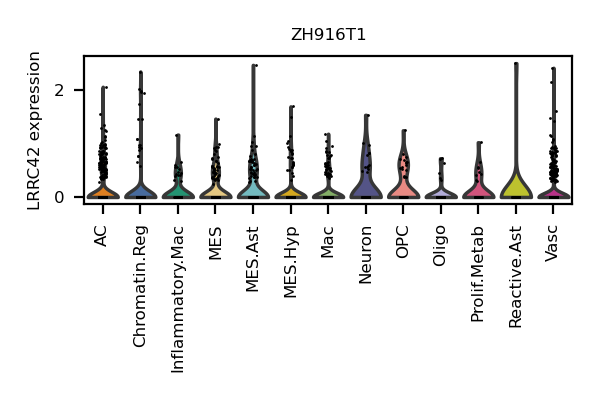 ZH916T1
LRRC42 expression
2
0
AC
Chromatin.Reg
Inflammatory.Mac
MES
MES.Ast
MES.Hyp
Mac
Neuron
OPC
Oligo
Prolif.Metab
Reactive.Ast
Vasc